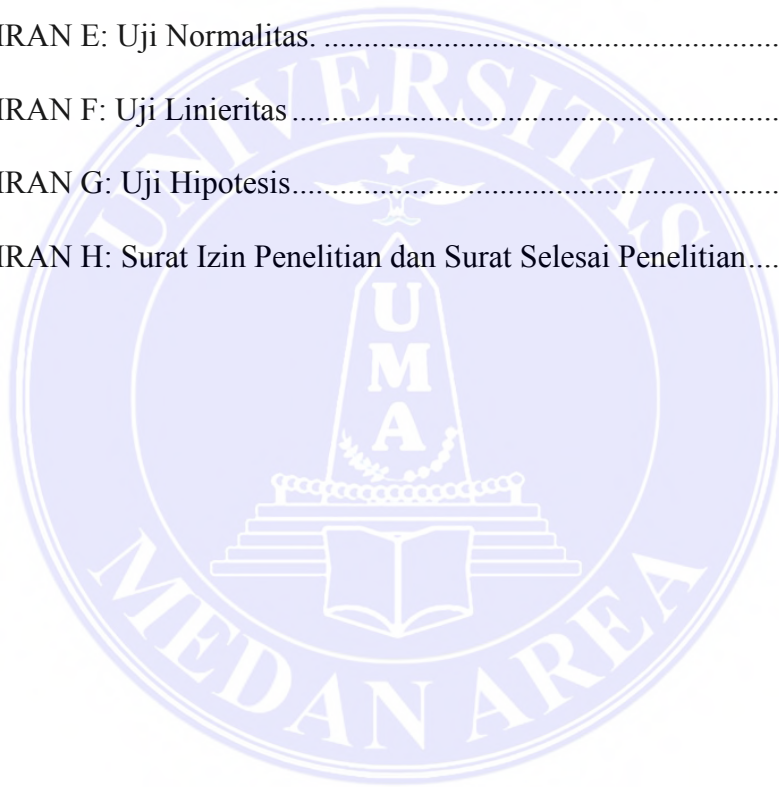 IRAN E: Uji Normalitas. ..........................................................
IRAN F: Uji Linieritas ..............................................................
IRAN G: Uji Hipotesis..............................................................
IRAN H: Surat Izin Penelitian dan Surat Selesai Penelitian....
UNIVERSITAS
UMA
MEDAN AREA